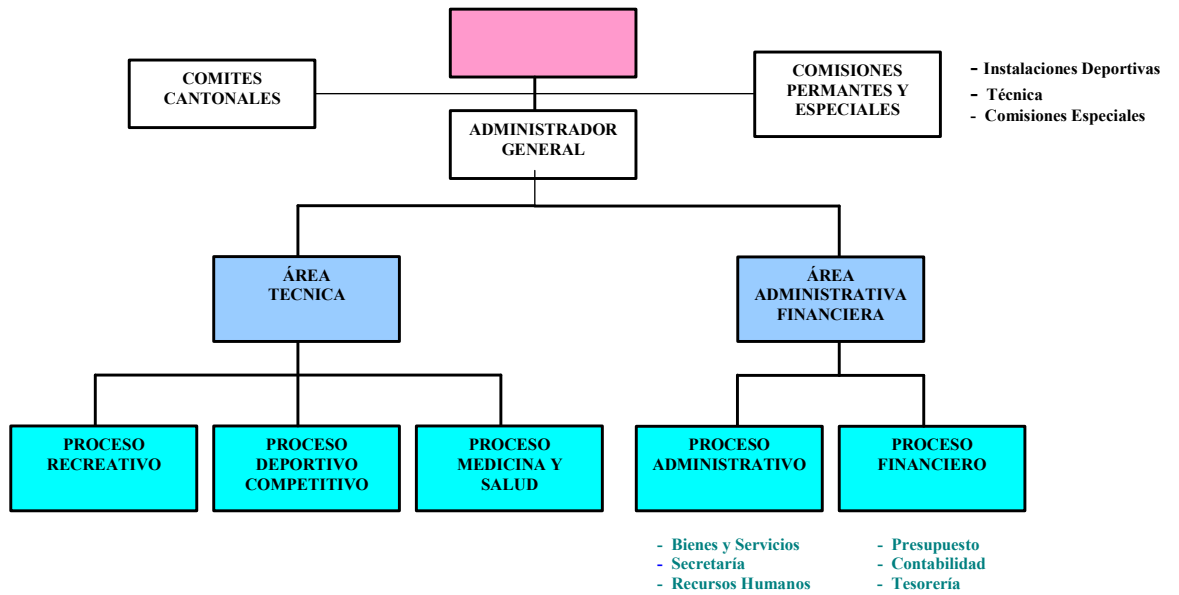 COMITES
CANTONALES
COMISIONES
PERMANTES Y
ESPECIALES
- Instalaciones Deportivas
- Técnica
- Comisiones Especiales
ADMINISTRADOR
GENERAL
ÁREA
TECNICA
ÁREA
ADMINISTRATIVA
FINANCIERA
PROCESO
RECREATIVO
PROCESO
DEPORTIVO
COMPETITIVO
PROCESO
MEDICINA Y
SALUD
PROCESO
ADMINISTRATIVO
PROCESO
FINANCIERO
- Bienes y Servicios
- Secretaría
- Recursos Humanos
- Presupuesto
- Contabilidad
- Tesorería